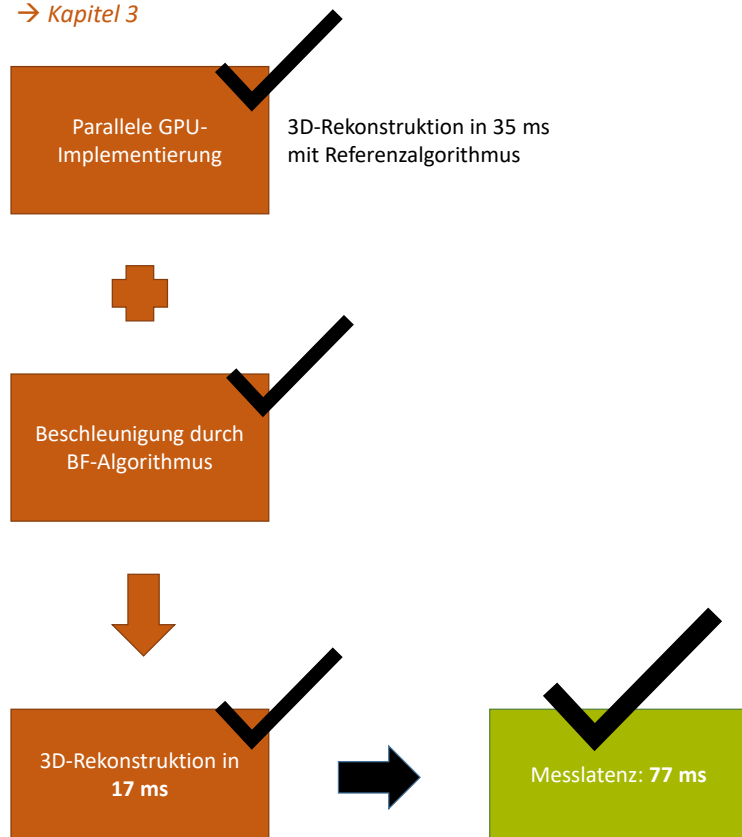 → Kapitel 3
Parallele GPU-
Implementierung
3D-Rekonstruktion in 35 ms
mit Referenzalgorithmus
Beschleunigung durch
BF-Algorithmus
3D-Rekonstruktion in
17 ms
Messlatenz: 77 ms